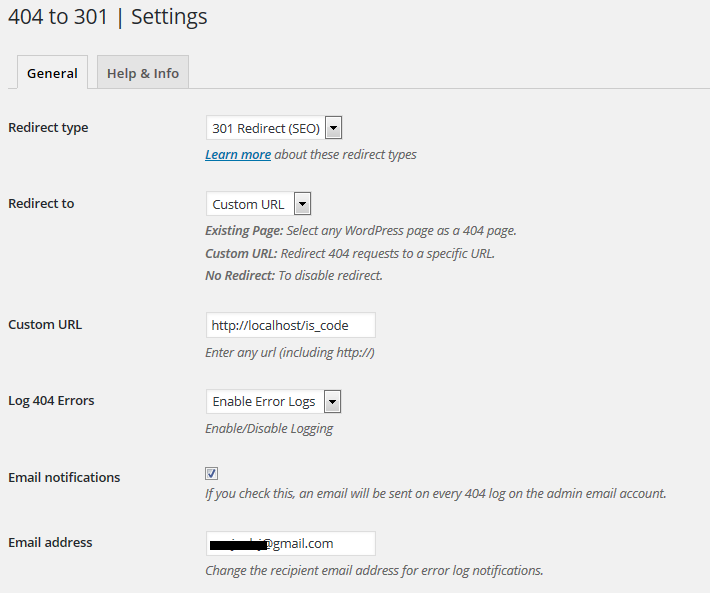 404 to 301 | Settings
General
Help & Info
Redirect type
301 Redirect (SEO)
Learn more about these redirect types
Redirect to
Custom URL
Existing Page: Select any WordPress page as a 404 page.
Custom URL: Redirect 404 requests to a specific URL.
No Redirect: To disable redirect.
Custom URL
http://localhost/is_code
Enter any url (including http://)
Log 404 Errors
Enable Error Logs
Enable/Disable Logging
Email notifications
If you check this, an email will be sent on every 404 log on the admin email account.
Email address
@gmail.com
Change the recipient email address for error log notifications.